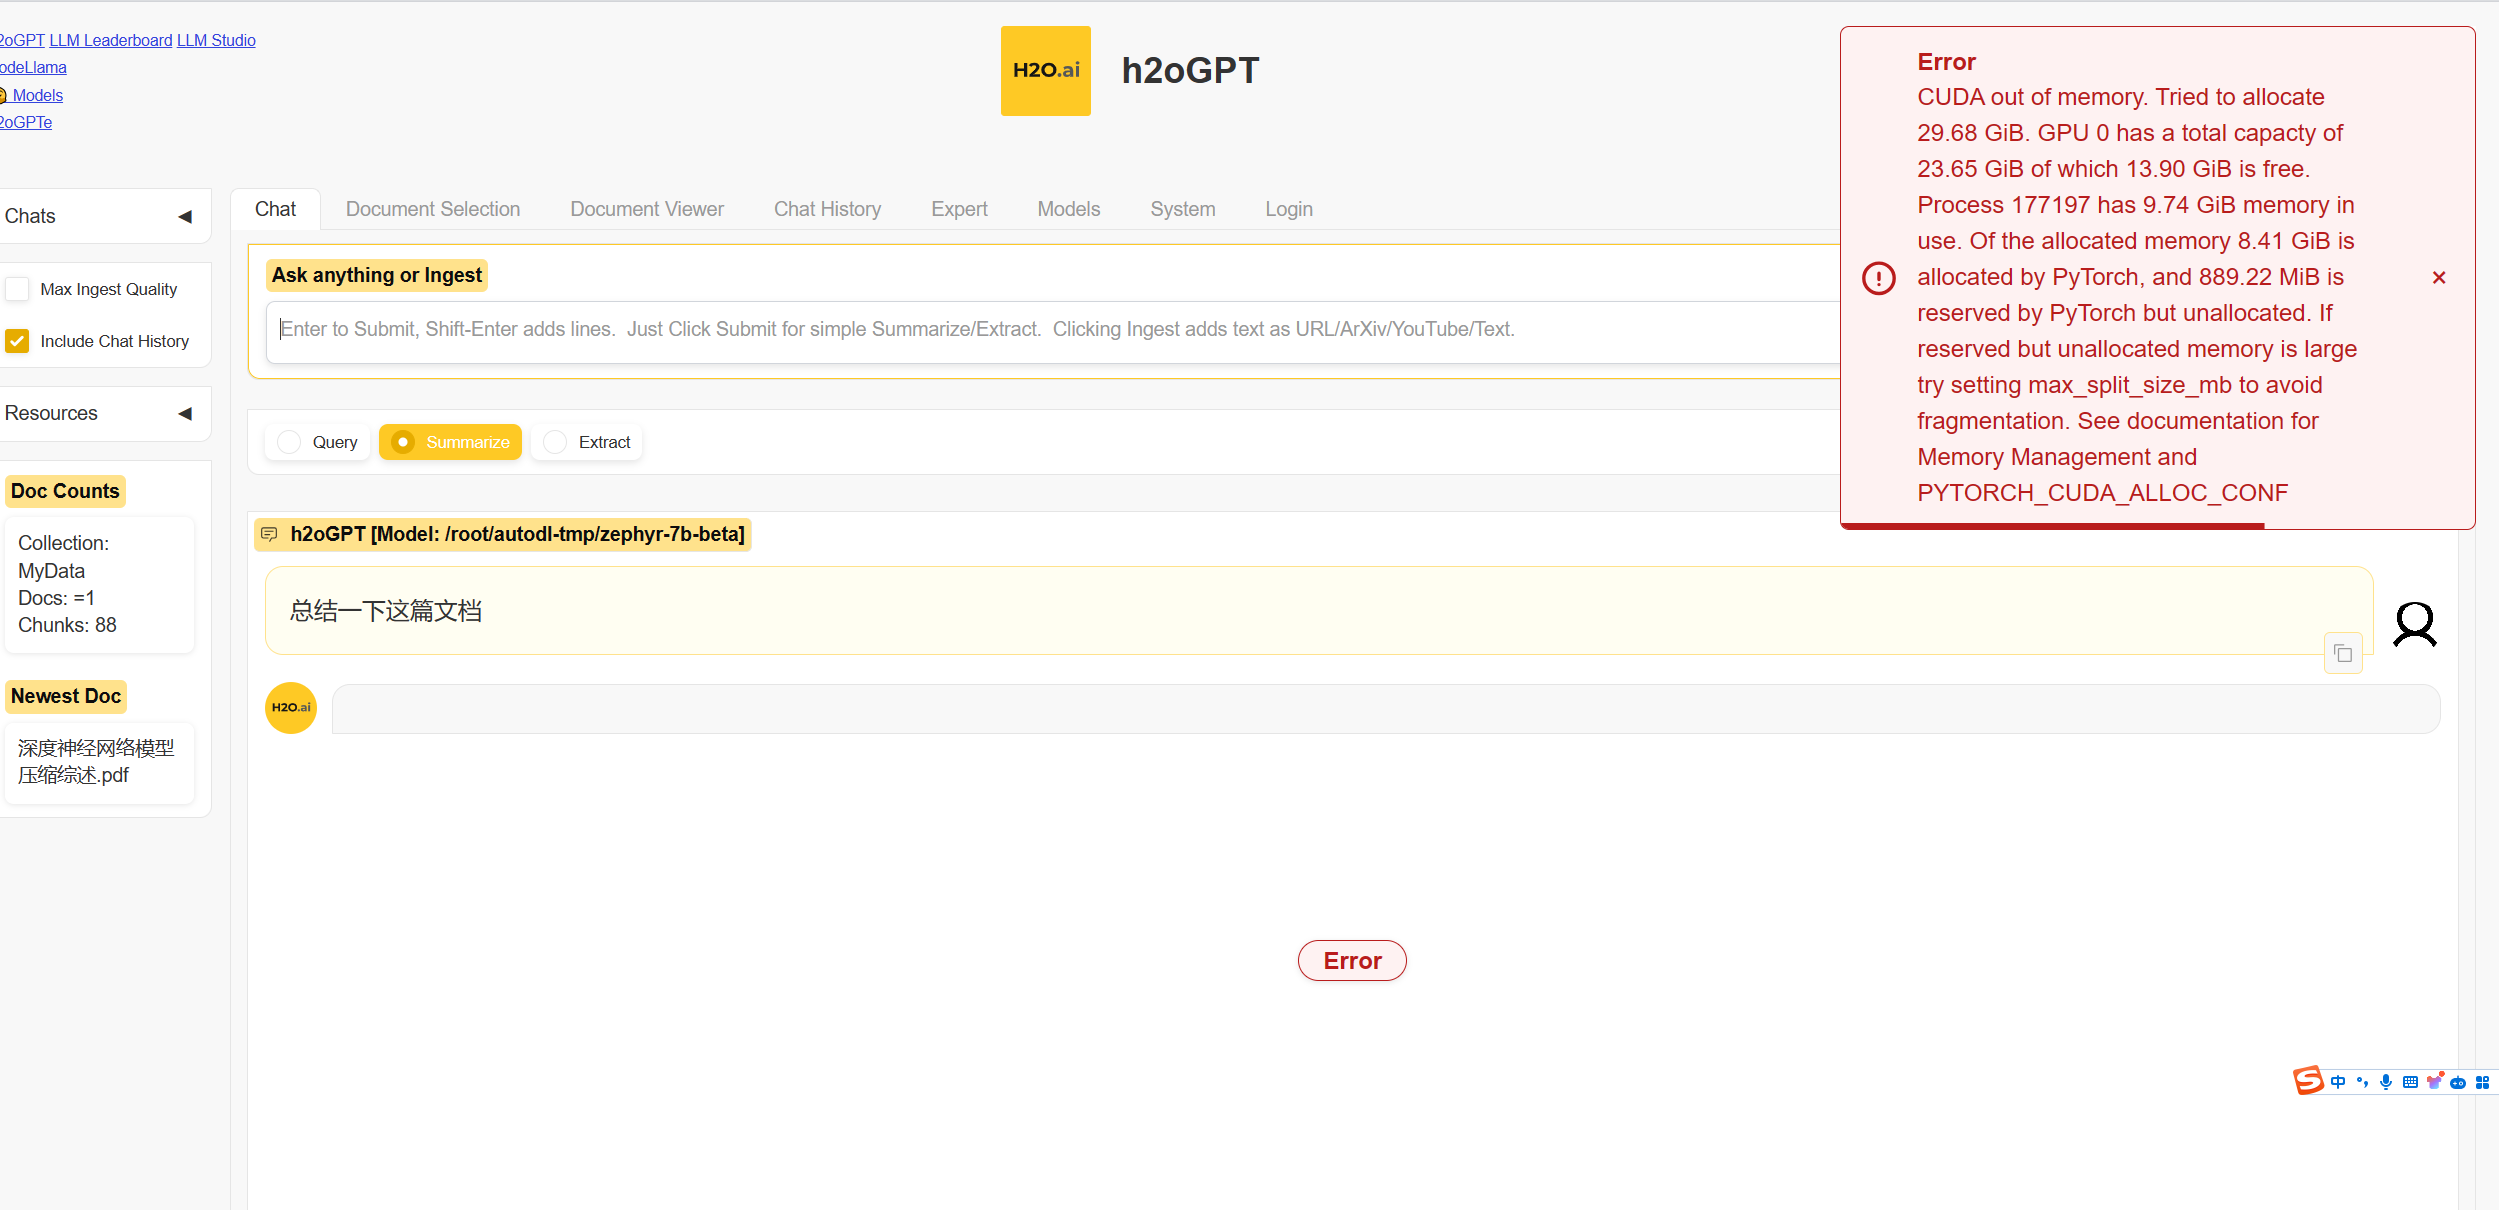 2oGPT LLM Leaderboard LLM Studio
odeLlama
Models
2oGPTe
H2O.ai
h2oGPT
Error
CUDA out of memory. Tried to allocate
29.68 GiB. GPU 0 has a total capacty of
23.65 GiB of which 13.90 GiB is free.
Process 177197 has 9.74 GiB memory in
use. Of the allocated memory 8.41 GiB is
allocated by PyTorch, and 889.22 MiB is
reserved by PyTorch but unallocated. If
reserved but unallocated memory is large
try setting max_split_size_mb to avoid
fragmentation. See documentation for
Memory Management and
PYTORCH_CUDA_ALLOC_CONF
Chats
Max Ingest Quality
Include Chat History
Resources
Doc Counts
Collection:
MyData
Docs: =1
Chunks: 88
Newest Doc
深度神经网络模型
压缩综述.pdf
Chat Document Selection Document Viewer Chat History Expert Models System Login
Ask anything or Ingest
Enter to Submit, Shift-Enter adds lines. Just Click Submit for simple Summarize/Extract. Clicking Ingest adds text as URL/ArXiv/YouTube/Text.
Query Summarize Extract
h2oGPT [Model: /root/autodl-tmp/zephyr-7b-beta]
总结一下这篇文档
H2O.ai
Error
中